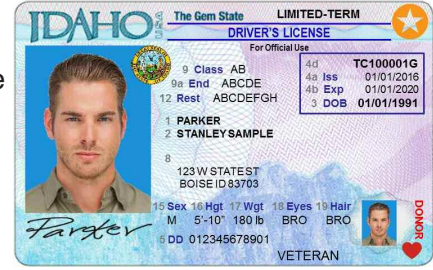 e
IDAHO USA The Gem State LIMITED-TERM
DRIVER'S LICENSE
For Official Use
9 Class AB
9a End ABCDE
12 Rest ABCDEFGH
4d TC100001G
4a Iss 01/01/2016
4b Exp 01/01/2020
3 DOB 01/01/1991
1 PARKER
2 STANLEYSAMPLE
8
123 W STATE ST
BOISE ID 83703
15 Sex 16 Hgt 17 Wgt 18 Eyes 19 Hair
M 5'-10" 180 lb BRO BRO
5 DD 012345678901
VETERAN
DONOR
Parker